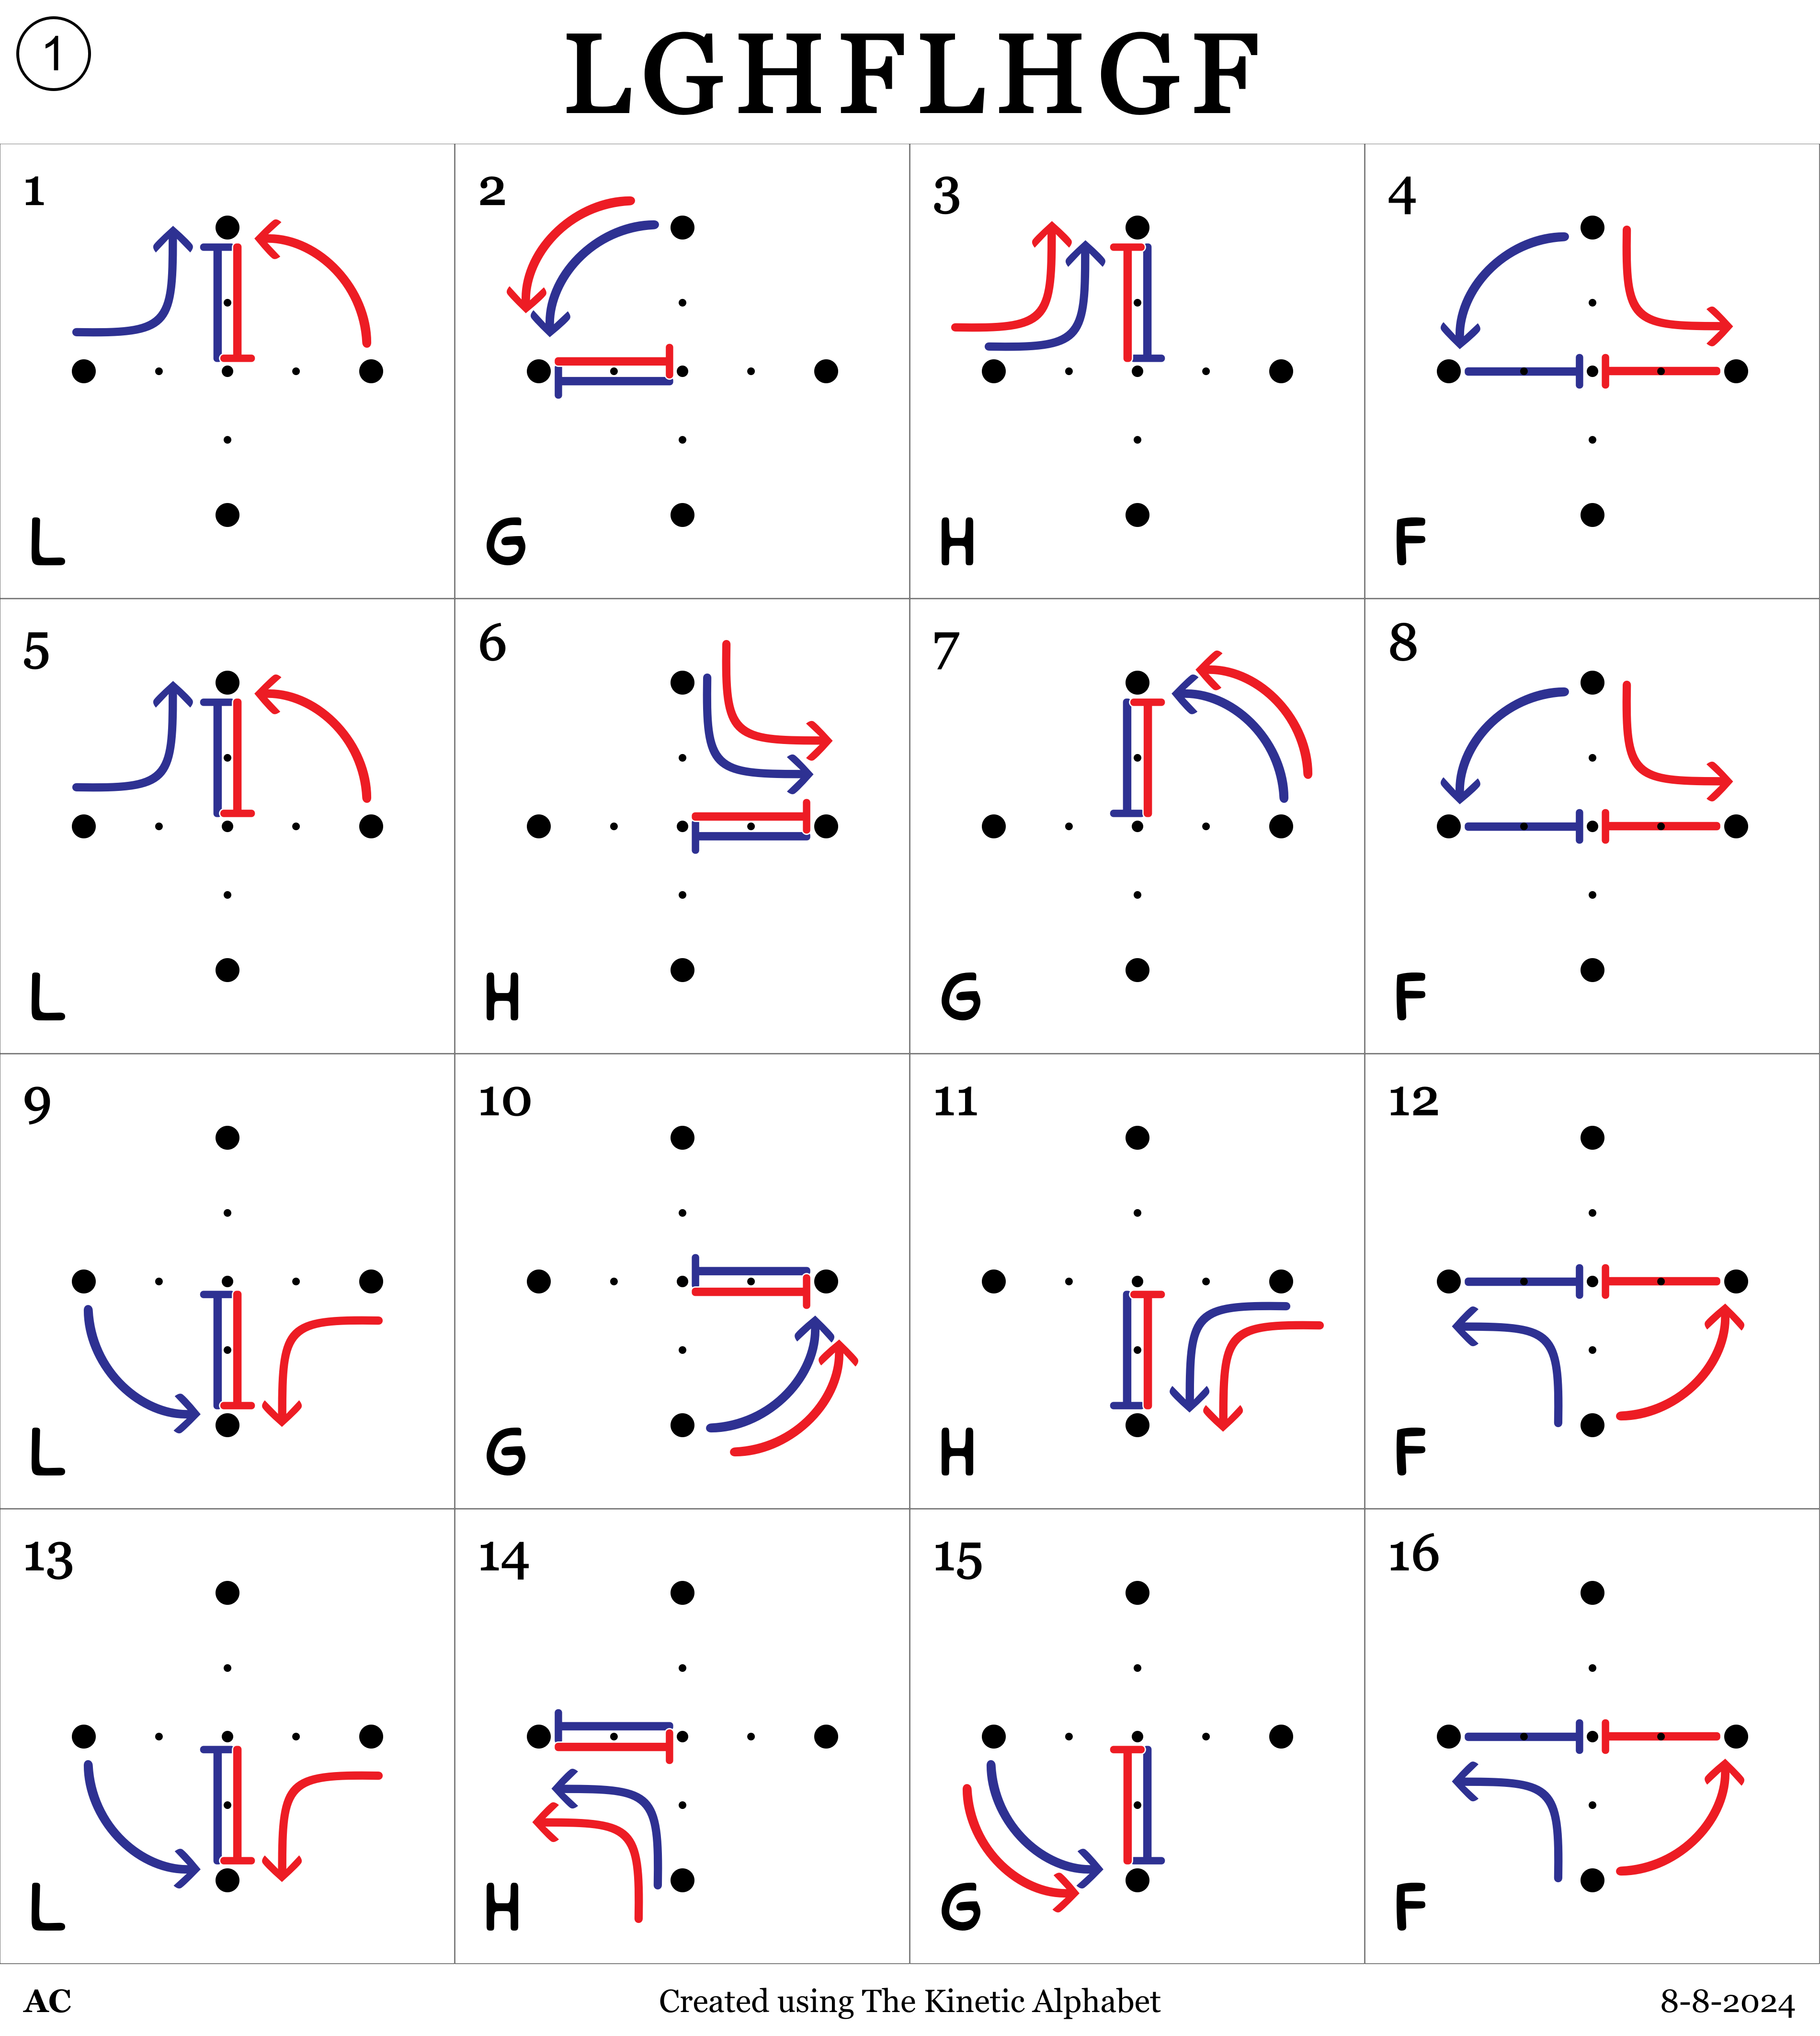 1
LGHFLHGF
1 2 3 4
L G H F
5 6 7 8
L H G F
9 10 11 12
L G H F
13 14 15 16
L H G F
AC Created using The Kinetic Alphabet 8-8-2024